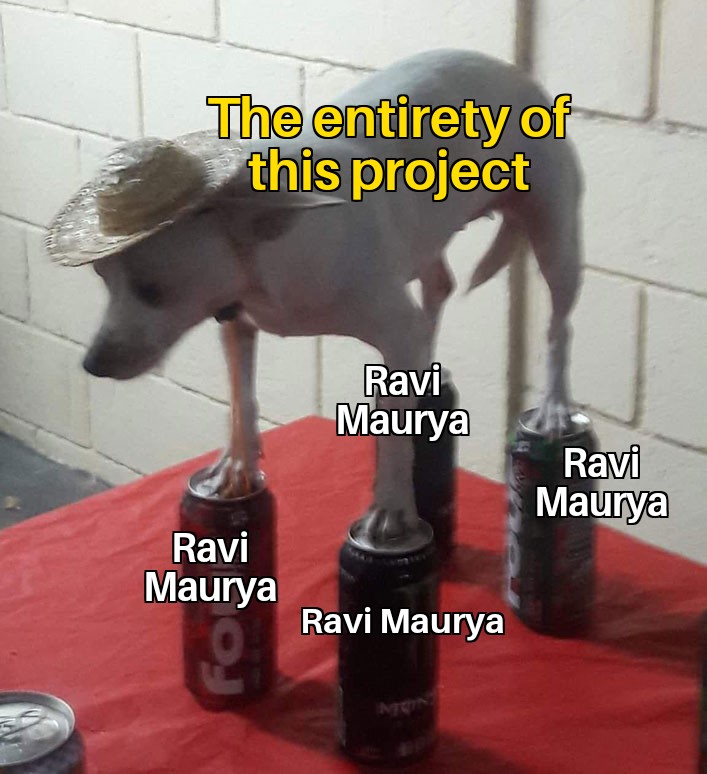 The entirety of
this project
Ravi
Maurya
Ravi
Maurya
Ravi
Maurya
Ravi Maurya